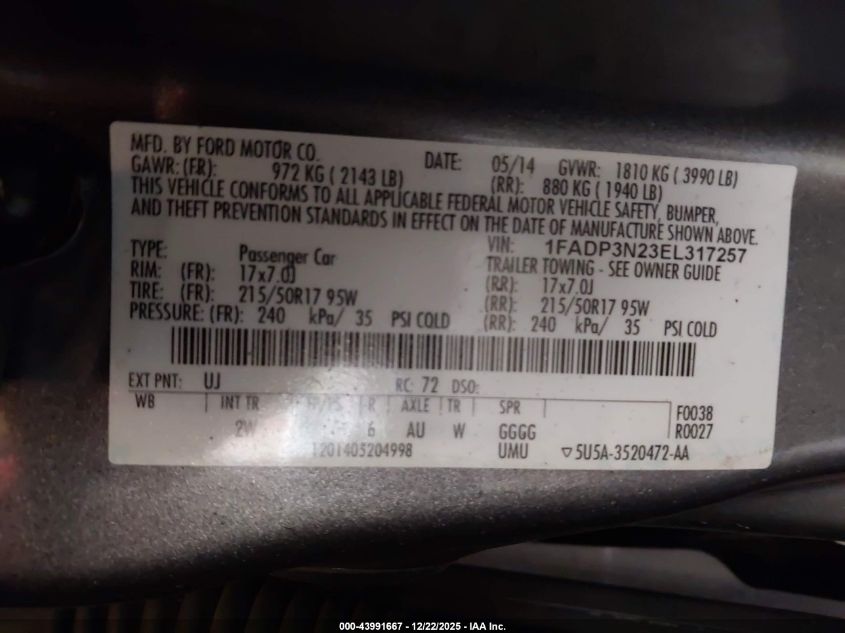 MFD. BY FORD MOTOR CO.
DATE: 05/14 GVWR: 1810 KG ( 3990 LB)
GAWR: (FR): 972 KG ( 2143 LB) (RR): 880 KG ( 1940 LB)
THIS VEHICLE CONFORMS TO ALL APPLICABLE FEDERAL MOTOR VEHICLE SAFETY, BUMPER,
AND THEFT PREVENTION STANDARDS IN EFFECT ON THE DATE OF MANUFACTURE SHOWN ABOVE.
VIN: 1FADP3N23EL317257
TYPE: Passenger Car TRAILER TOWING - SEE OWNER GUIDE
RIM: (FR): 17x7.0J (RR): 17x7.0J
TIRE: (FR): 215/50R17 95W (RR): 215/50R17 95W
PRESSURE: (FR): 240 kPa/ 35 PSI COLD (RR): 240 kPa/ 35 PSI COLD
EXT PNT: UJ RC: 72 DSO:
WB INT TR R AXLE TR SPR F0038
2W 6 AU W GGGG R0027
1201405204998 UMU ▽5U5A-3520472-AA
000-43991667 - 12/22/2025 - IAA Inc.